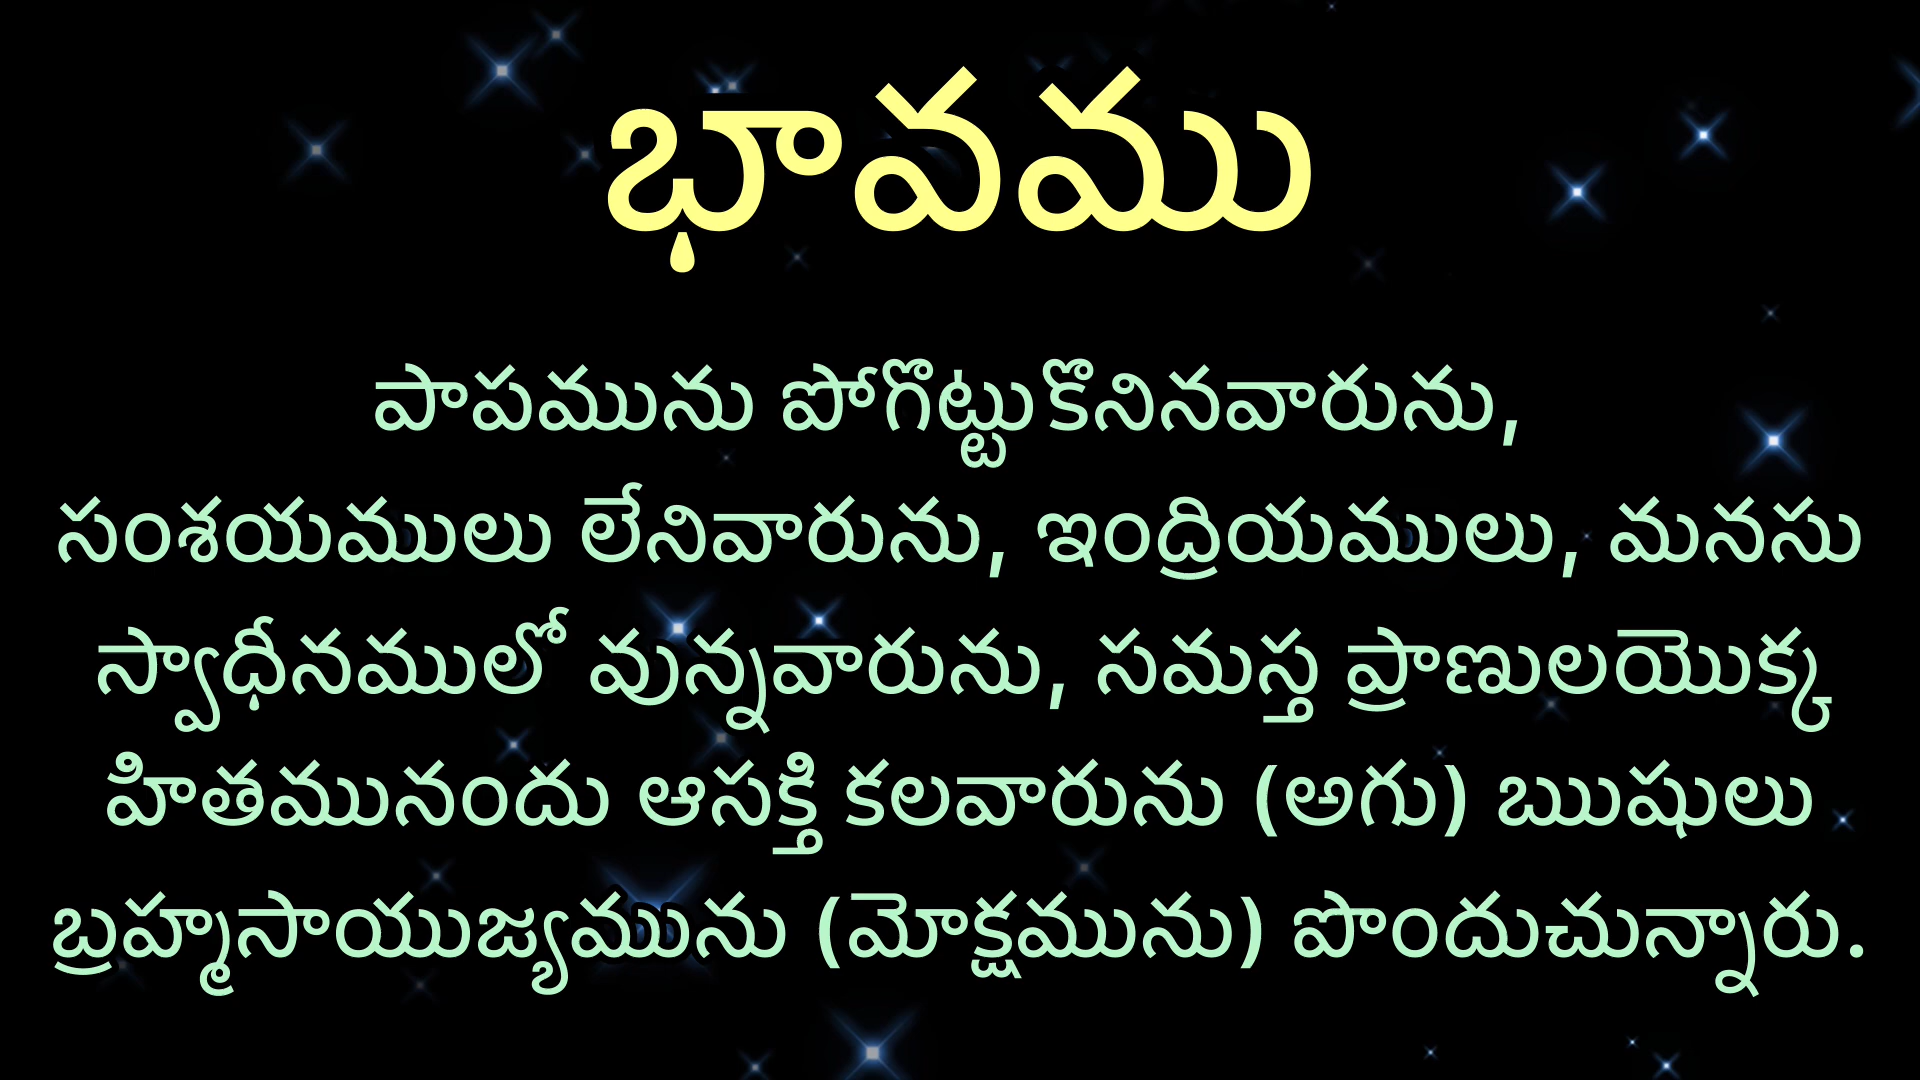 భావము
పాపమును పోగొట్టుకొనినవారును,
సంశయములు లేనివారును, ఇంద్రియములు, మనసు
స్వాధీనములో వున్నవారును, సమస్త ప్రాణులయొక్క
హితమునందు ఆసక్తి కలవారును (అగు) ఋషులు
బ్రహ్మసాయుజ్యమును (మోక్షమును) పొందుచున్నారు.